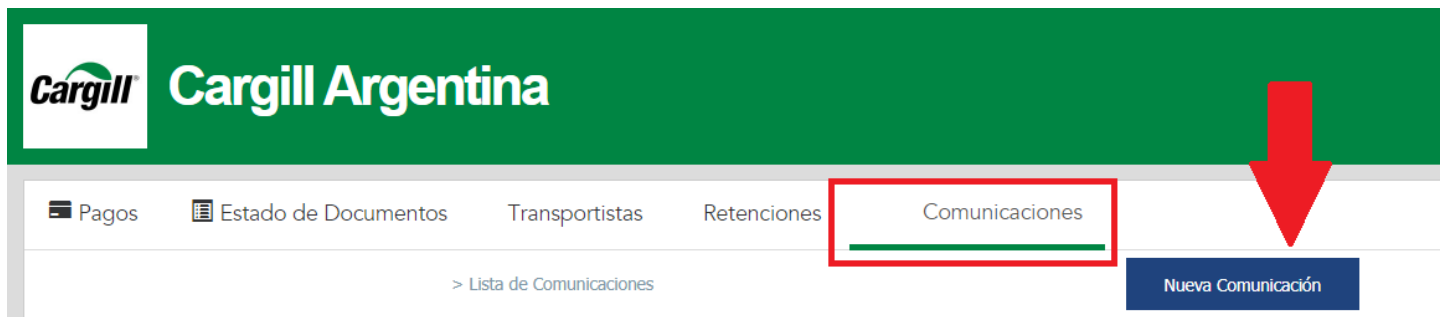 Cargill Cargill Argentina
Pagos Estado de Documentos Transportistas Retenciones Comunicaciones
> Lista de Comunicaciones Nueva Comunicación